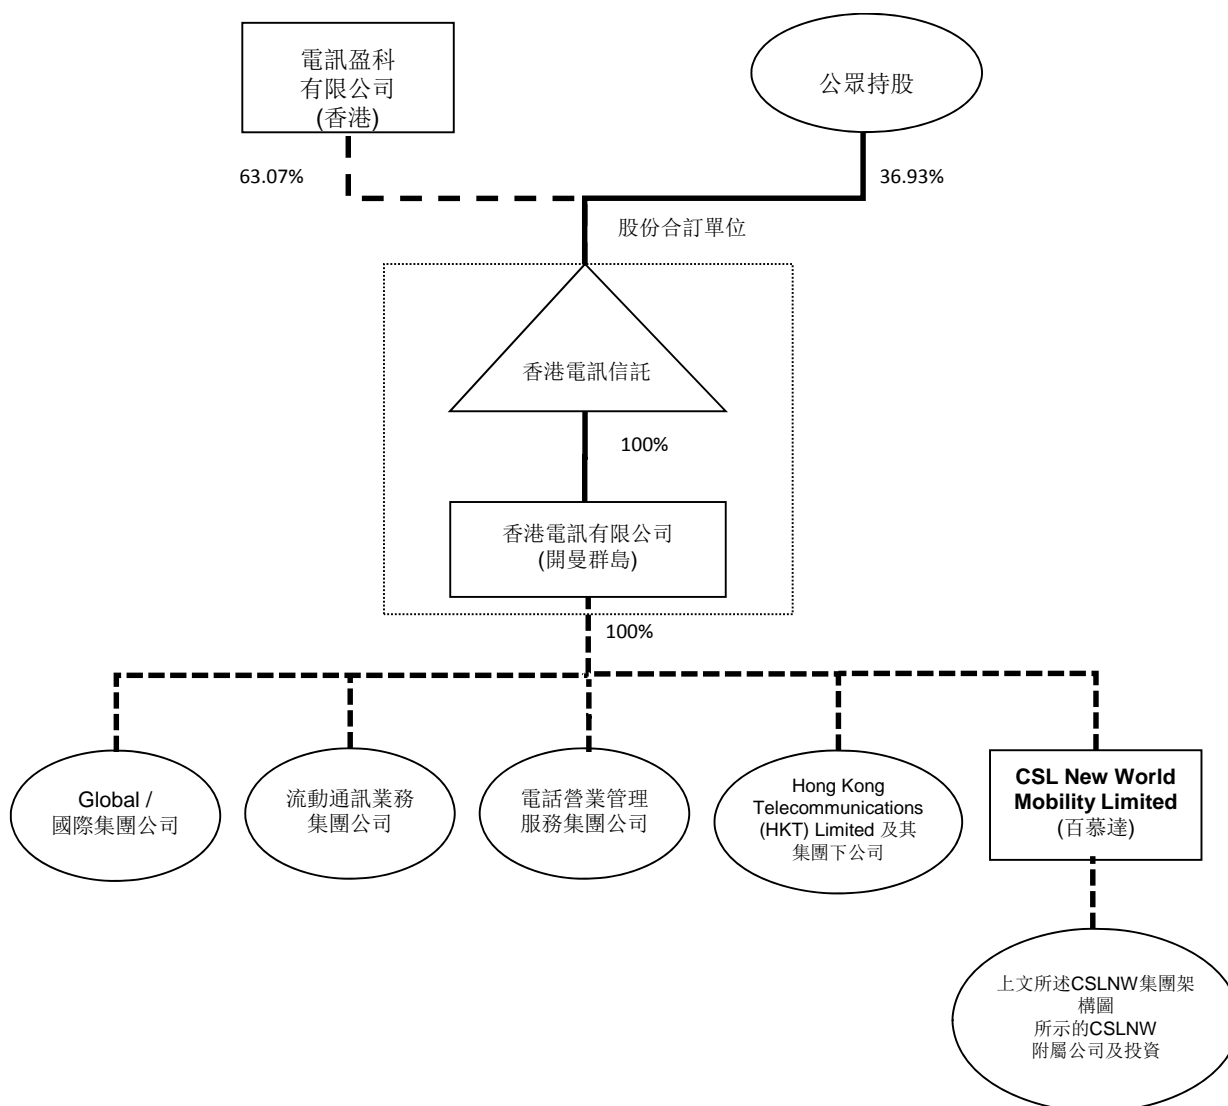 電訊盈科
有限公司
(香港)
公眾持股
63.07%
36.93%
股份合訂單位
香港電訊信託
100%
香港電訊有限公司
(開曼群島)
100%
Global /
國際集團公司
流動通訊業務
集團公司
電話營業管理
服務集團公司
Hong Kong
Telecommunications
(HKT) Limited 及其
集團下公司
CSL New World
Mobility Limited
(百慕達)
上文所述CSLNW集團架
構圖
所示的CSLNW
附屬公司及投資